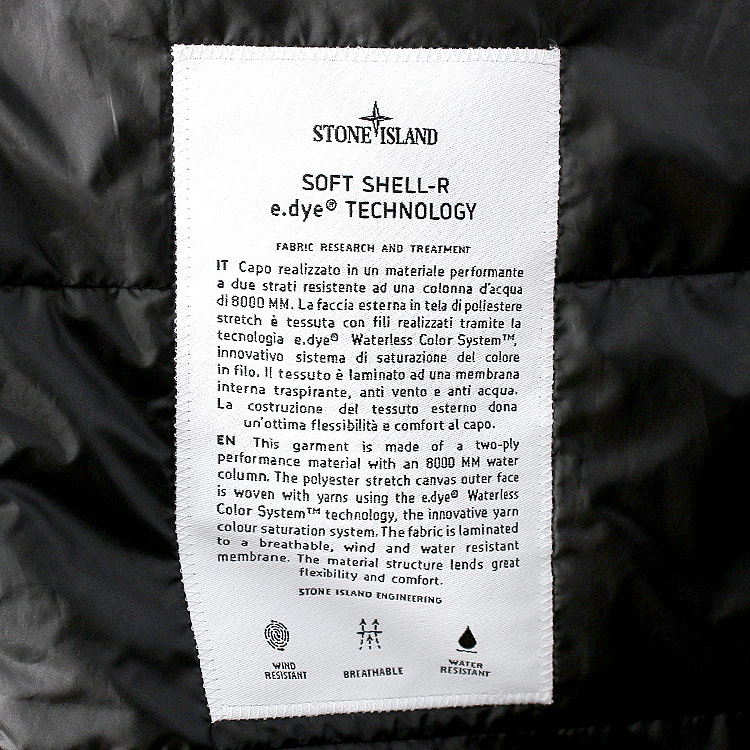 STONE ISLAND
SOFT SHELL-R
e.dye® TECHNOLOGY
FABRIC RESEARCH AND TREATMENT
IT Capo realizzato in un materiale performante
a due strati resistente ad una colonna d'acqua
di 8000 MM. La faccia esterna in tela di poliestere
stretch è tessuta con fili realizzati tramite la
tecnologia e.dye® Waterless Color System™,
innovativo sistema di saturazione del colore
in filo. Il tessuto è laminato ad una membrana
interna traspirante, anti vento e anti acqua.
La costruzione del tessuto esterno dona
un'ottima flessibilità e comfort al capo.
EN This garment is made of a two-ply
performance material with an 8000 MM water
column. The polyester stretch canvas outer face
is woven with yarns using the e.dye® Waterless
Color System™ technology, the innovative yarn
colour saturation system. The fabric is laminated
to a breathable, wind and water resistant
membrane. The material structure lends great
flexibility and comfort.
STONE ISLAND ENGINEERING
WIND
RESISTANT
BREATHABLE
WATER
RESISTANT